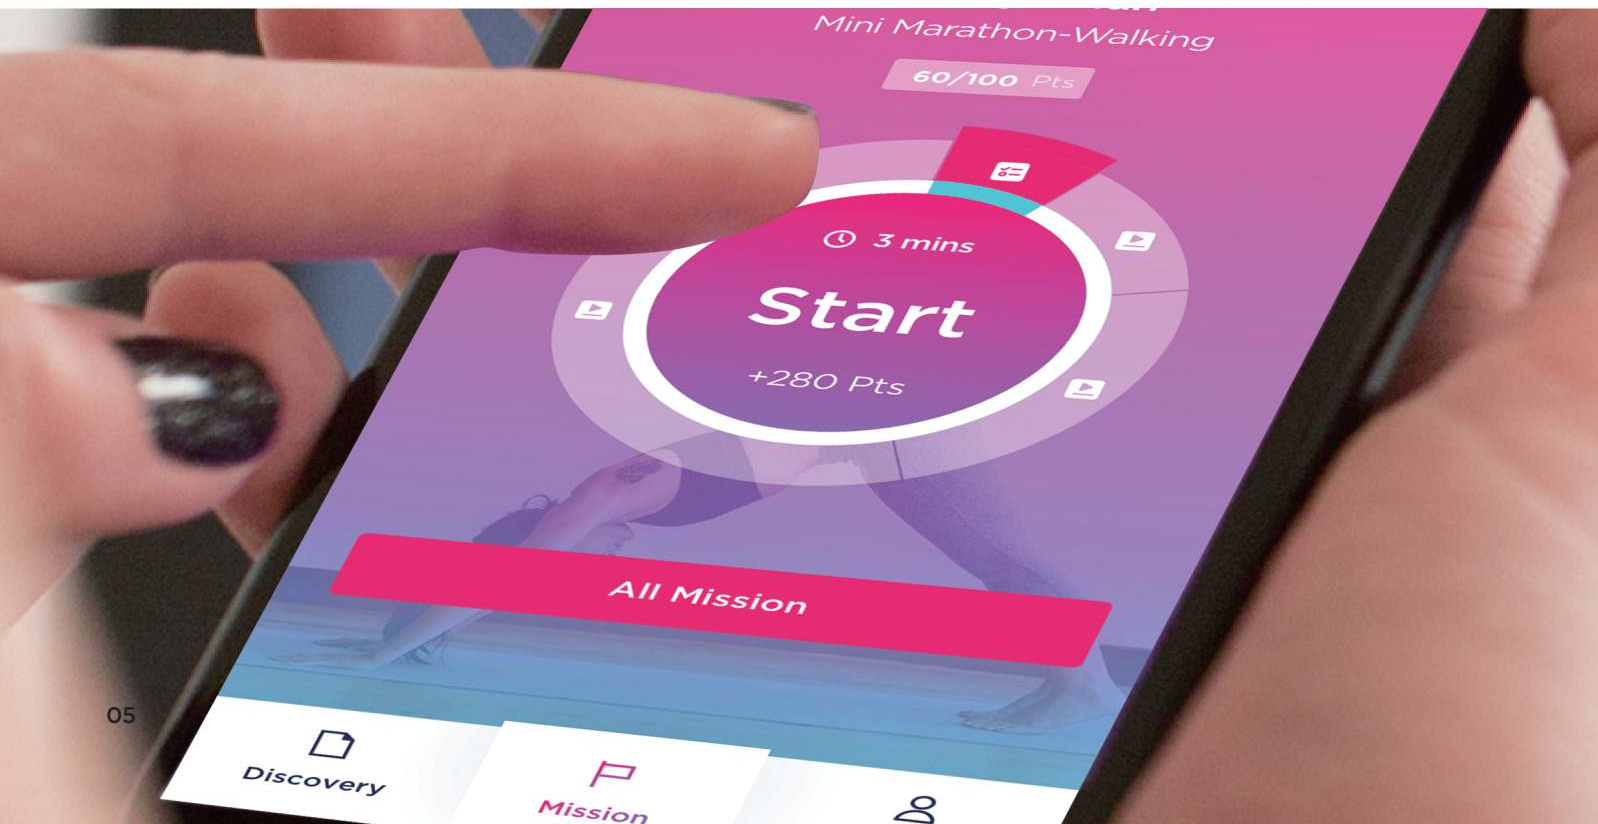 Mini Marathon-Walking
60/100 Pts
3 mins
Start
+280 Pts
All Mission
05
Discovery
Mission